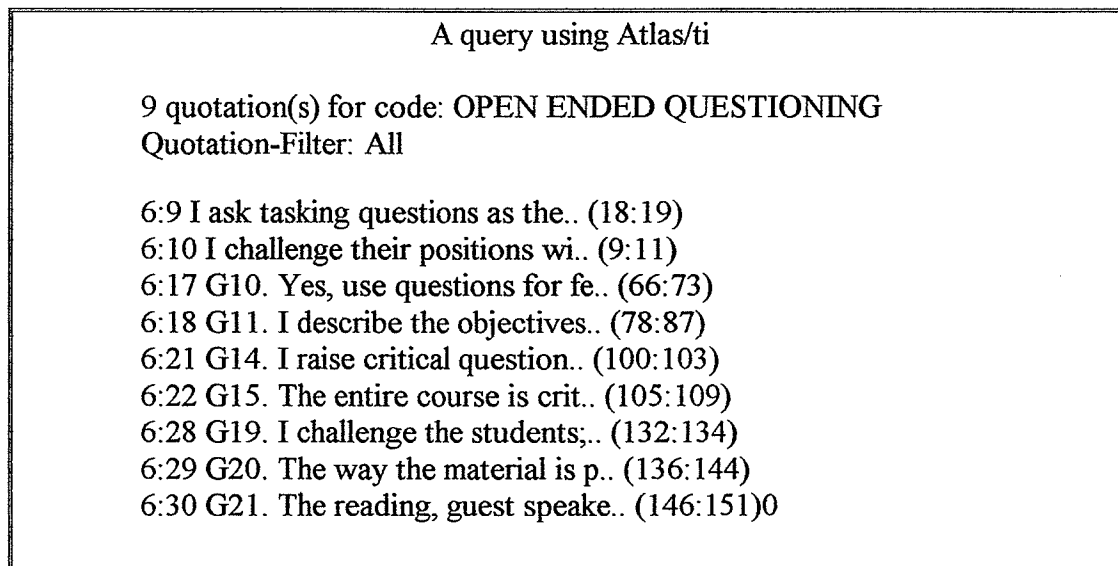 A query using Atlas/ti
9 quotation(s) for code: OPEN ENDED QUESTIONING
Quotation-Filter: All
6:9 I ask tasking questions as the.. (18:19)
6:10 I challenge their positions wi.. (9:11)
6:17 G10. Yes, use questions for fe.. (66:73)
6:18 G11. I describe the objectives.. (78:87)
6:21 G14. I raise critical question.. (100:103)
6:22 G15. The entire course is crit.. (105:109)
6:28 G19. I challenge the students;.. (132:134)
6:29 G20. The way the material is p.. (136:144)
6:30 G21. The reading, guest speake.. (146:151)0